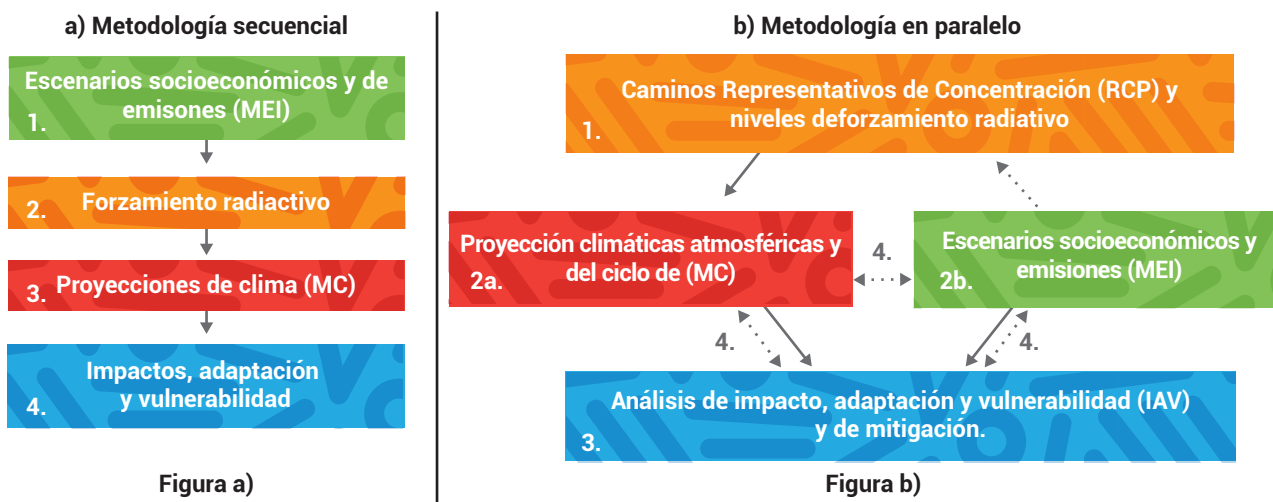 a) Metodología secuencial
Escenarios socioeconómicos y de
emisones (MEI)
1.
2.
Forzamiento radiactivo
3.
Proyecciones de clima (MC)
Impactos, adaptación
y vulnerabilidad
4.
Figura a)
b) Metodología en paralelo
Caminos Representativos de Concentración (RCP) y
niveles deforzamiento radiativo
1.
Proyección climáticas atmosféricas y
del ciclo de (MC)
2a.
4.
Escenarios socioeconómicos y
emisiones (MEI)
2b.
4.
4.
Análisis de impacto, adaptación y vulnerabilidad (IAV)
y de mitigación.
3.
Figura b)